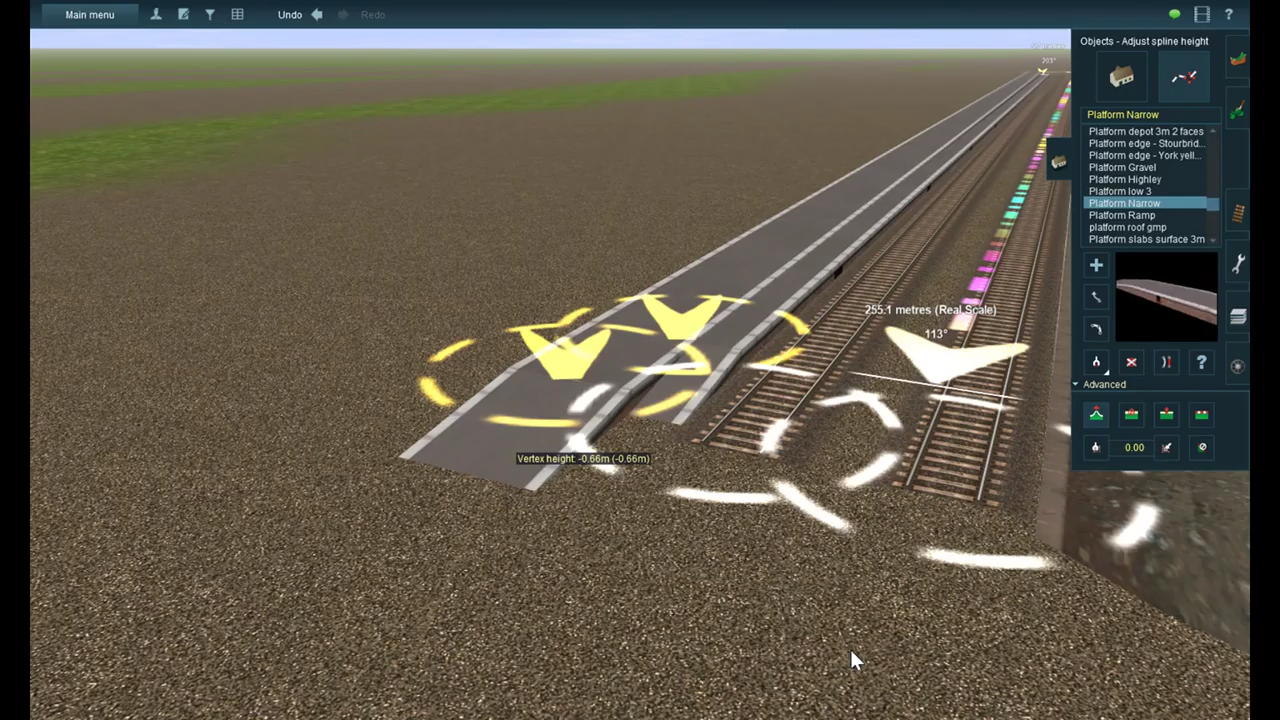 Main menu
Undo
Redo
?
Objects - Adjust spline height
Platform Narrow
Platform depot 3m 2 faces
Platform edge - Stourbrid...
Platform edge - York yell...
Platform Gravel
Platform Highley
Platform low 3
Platform Narrow
Platform Ramp
platform roof gmp
Platform slabs surface 3m
?
Advanced
0.00
203°
255.1 metres (Real Scale)
113°
Vertex height: -0.66m (-0.66m)